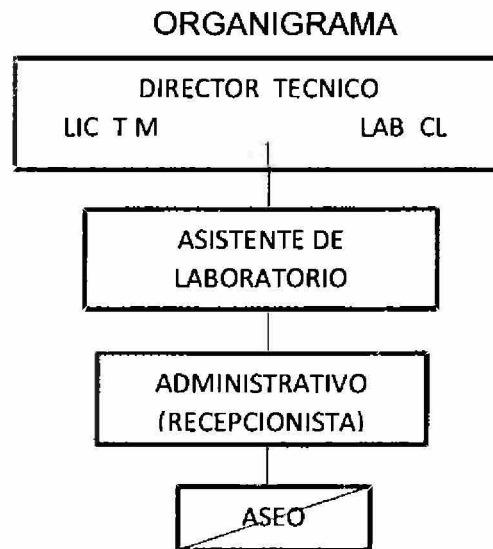 ORGANIGRAMA
DIRECTOR TECNICO
LIC T M LAB CL
ASISTENTE DE
LABORATORIO
ADMINISTRATIVO
(RECEPCIONISTA)
ASEO